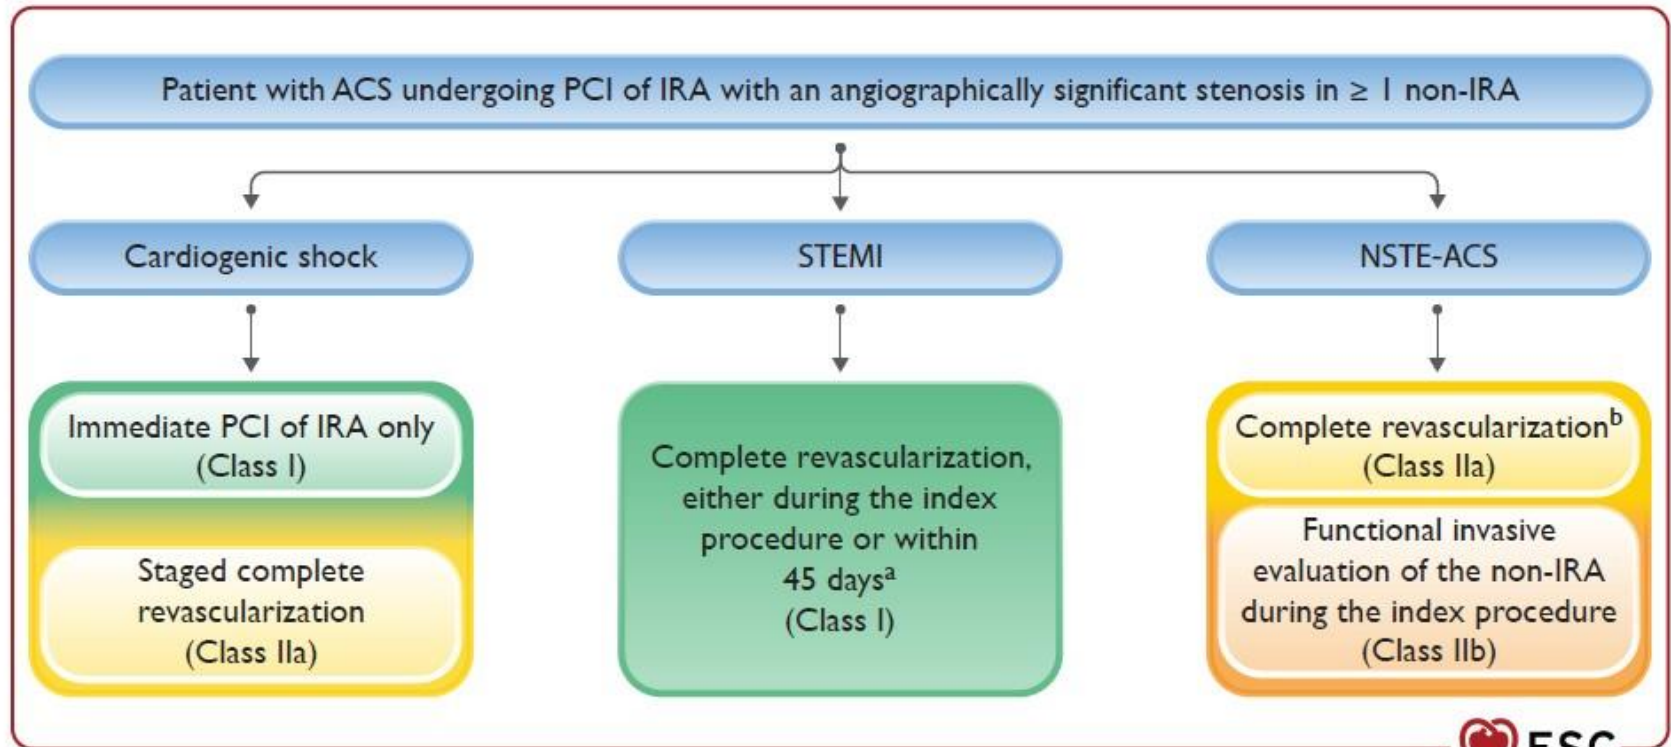 Patient with ACS undergoing PCI of IRA with an angiographically significant stenosis in ≥ 1 non-IRA
Cardiogenic shock
STEMI
NSTE-ACS
Immediate PCI of IRA only
(Class I)
Staged complete
revascularization
(Class IIa)
Complete revascularization,
either during the index
procedure or within
45 daysᵃ
(Class I)
Complete revascularizationᵇ
(Class IIa)
Functional invasive
evaluation of the non-IRA
during the index procedure
(Class IIb)
ESC